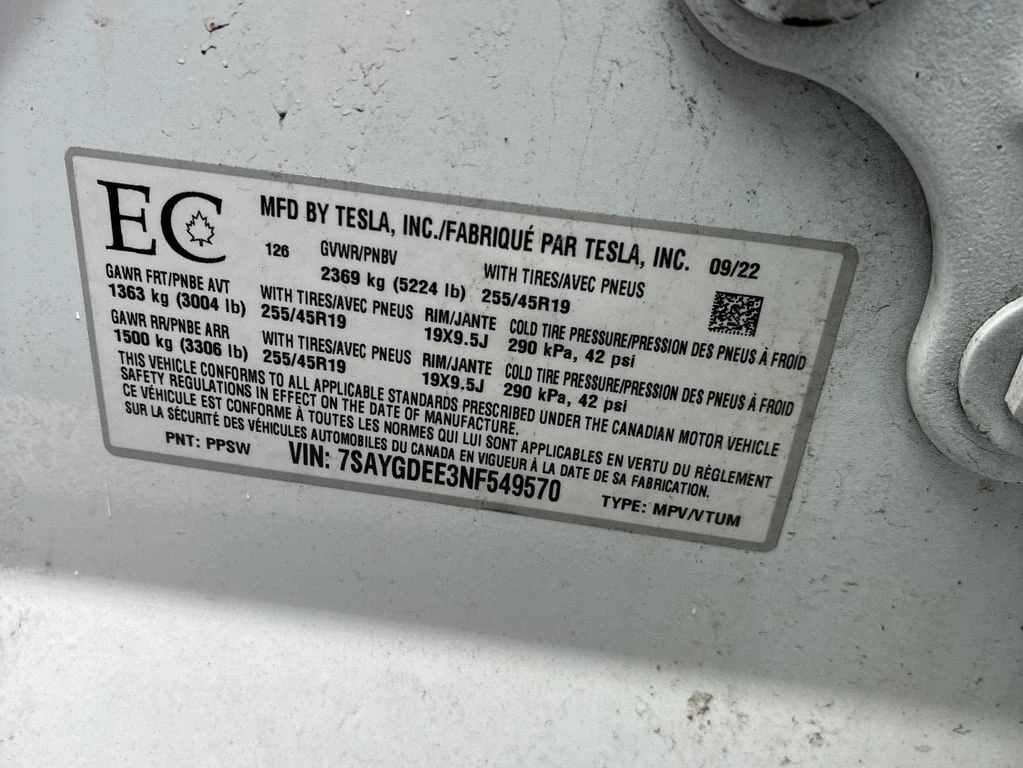 EC
MFD BY TESLA, INC./FABRIQUÉ PAR TESLA, INC. 09/22
126 GVWR/PNBV WITH TIRES/AVEC PNEUS
2369 kg (5224 lb) 255/45R19
GAWR FRT/PNBE AVT WITH TIRES/AVEC PNEUS RIM/JANTE COLD TIRE PRESSURE/PRESSION DES PNEUS À FROID
1363 kg (3004 lb) 255/45R19 19X9.5J 290 kPa, 42 psi
GAWR RR/PNBE ARR WITH TIRES/AVEC PNEUS RIM/JANTE COLD TIRE PRESSURE/PRESSION DES PNEUS À FROID
1500 kg (3306 lb) 255/45R19 19X9.5J 290 kPa, 42 psi
THIS VEHICLE CONFORMS TO ALL APPLICABLE STANDARDS PRESCRIBED UNDER THE CANADIAN MOTOR VEHICLE
SAFETY REGULATIONS IN EFFECT ON THE DATE OF MANUFACTURE.
CE VÉHICULE EST CONFORME À TOUTES LES NORMES QUI LUI SONT APPLICABLES EN VERTU DU RÈGLEMENT
SUR LA SÉCURITÉ DES VÉHICULES AUTOMOBILES DU CANADA EN VIGUEUR À LA DATE DE SA FABRICATION.
PNT: PPSW VIN: 7SAYGDEE3NF549570 TYPE: MPV/VTUM